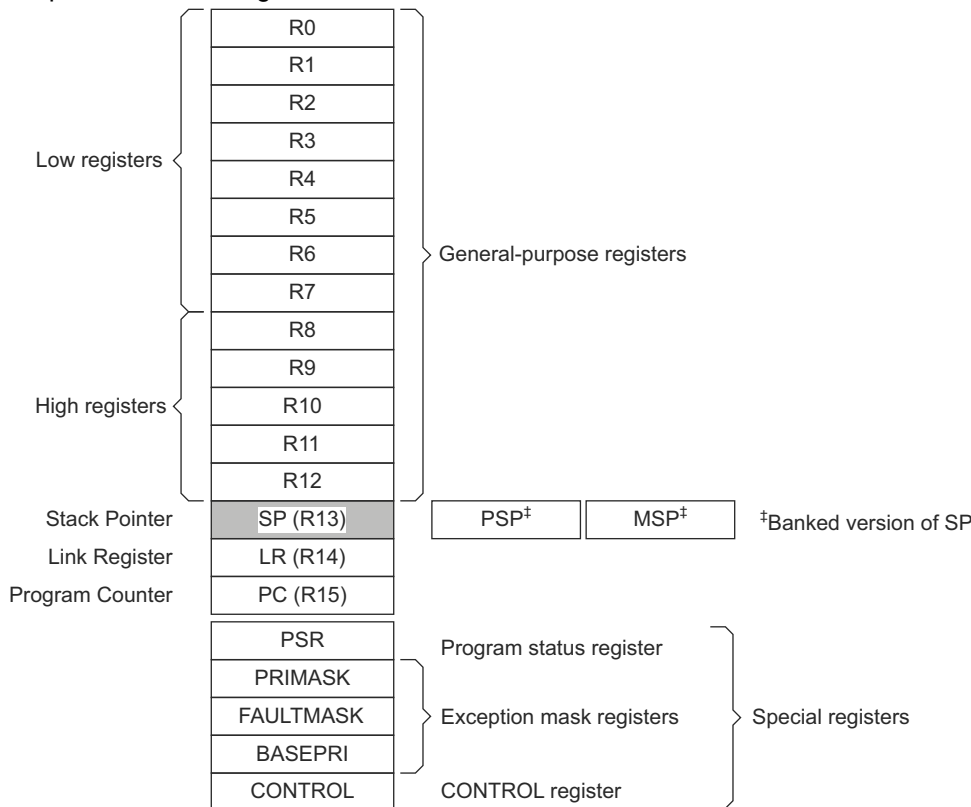 R0
R1
R2
R3
Low registers
R4
R5
R6
General-purpose registers
R7
R8
R9
High registers
R10
R11
R12
Stack Pointer SP (R13) PSP‡ MSP‡ ‡Banked version of SP
Link Register LR (R14)
Program Counter PC (R15)
PSR Program status register
PRIMASK
FAULTMASK Exception mask registers Special registers
BASEPRI
CONTROL CONTROL register